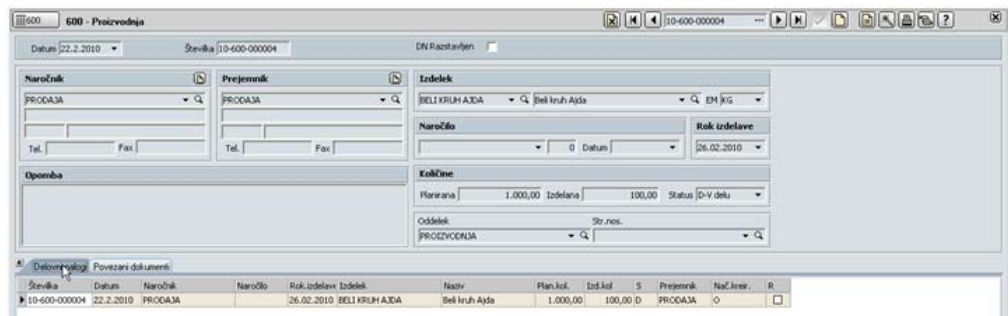 600 600 - Proizvodnja 10-600-000004 ... ?
Datum 22.2.2010 Številka 10-600-000004 DN Razstavljen
Naročnik Prejemnik Izdelek
PRODAJA PRODAJA BELI KRUH AJDA Beli kruh Ajda EM KG
Naročilo Rok izdelave
Tel. Fax Tel. Fax 0 Datum 26.02.2010
Opomba Količine
Planirana 1.000,00 Izdelana 100,00 Status D-V delu
Oddelek Str.nos.
PROIZVODNJA
Delovni nalogi Povezani dokumenti
Številka Datum Naročnik Naročilo Rok.izdelave Izdelek Naziv Plan.kol. Izd.kol S Prejemnik Nač.kreir. R
10-600-000004 22.2.2010 PRODAJA 26.02.2010 BELI KRUH AJDA Beli kruh Ajda 1.000,00 100,00 D PRODAJA O